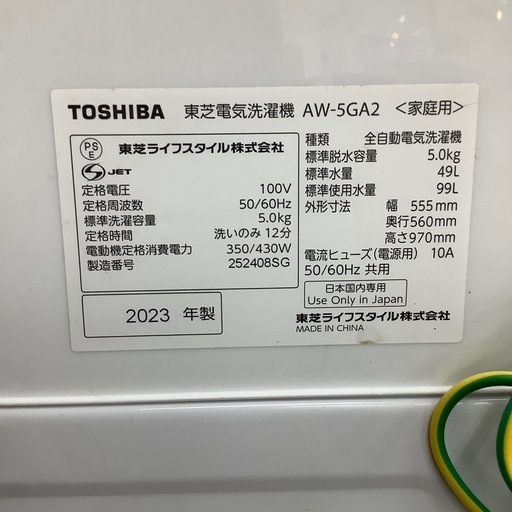 TOSHIBA 東芝電気洗濯機 AW-5GA2 <家庭用>
PS
E
東芝ライフスタイル株式会社
S JET
定格電圧 100V
定格周波数 50/60Hz
標準洗濯容量 5.0kg
定格時間 洗いのみ 12分
電動機定格消費電力 350/430W
製造番号 252408SG
2023 年製
種類 全自動電気洗濯機
標準脱水容量 5.0kg
標準水量 49L
標準使用水量 99L
外形寸法 幅 555mm
奥行560mm
高さ970mm
電流ヒューズ(電源用) 10A
50/60Hz 共用
日本国内専用
Use Only in Japan
東芝ライフスタイル株式会社
MADE IN CHINA